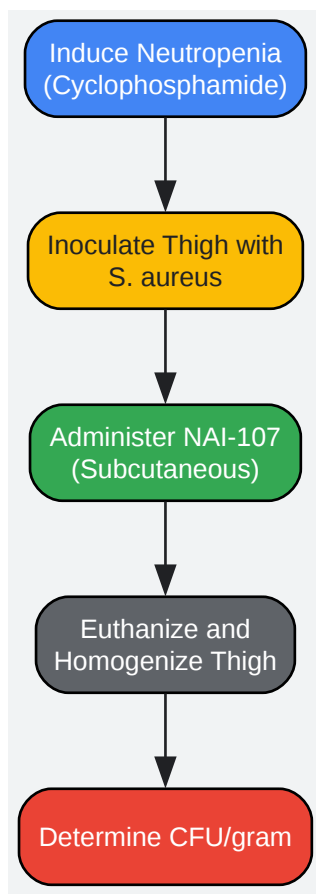 Induce Neutropenia
(Cyclophosphamide)
Inoculate Thigh with
S. aureus
Administer NAI-107
(Subcutaneous)
Euthanize and
Homogenize Thigh
Determine CFU/gram